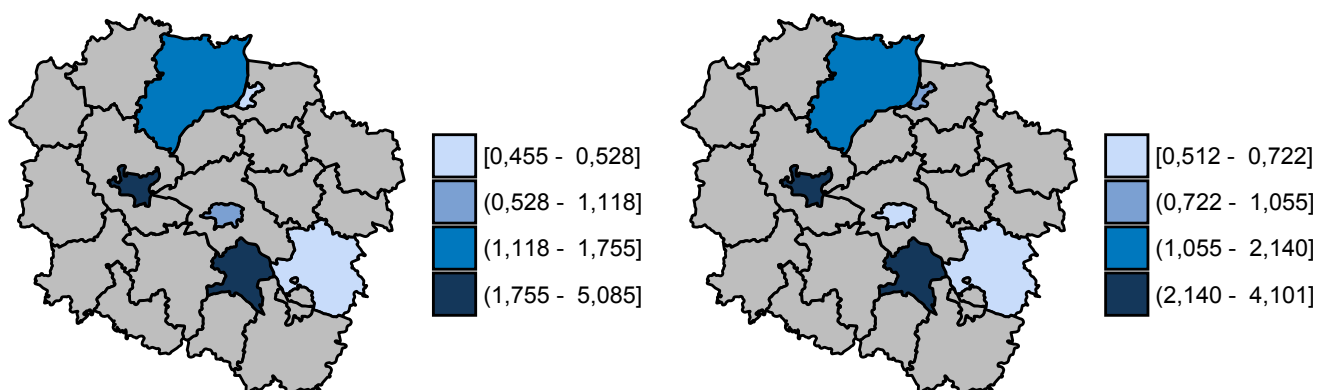 [0,455 - 0,528]
(0,528 - 1,118]
(1,118 - 1,755]
(1,755 - 5,085]
[0,512 - 0,722]
(0,722 - 1,055]
(1,055 - 2,140]
(2,140 - 4,101]